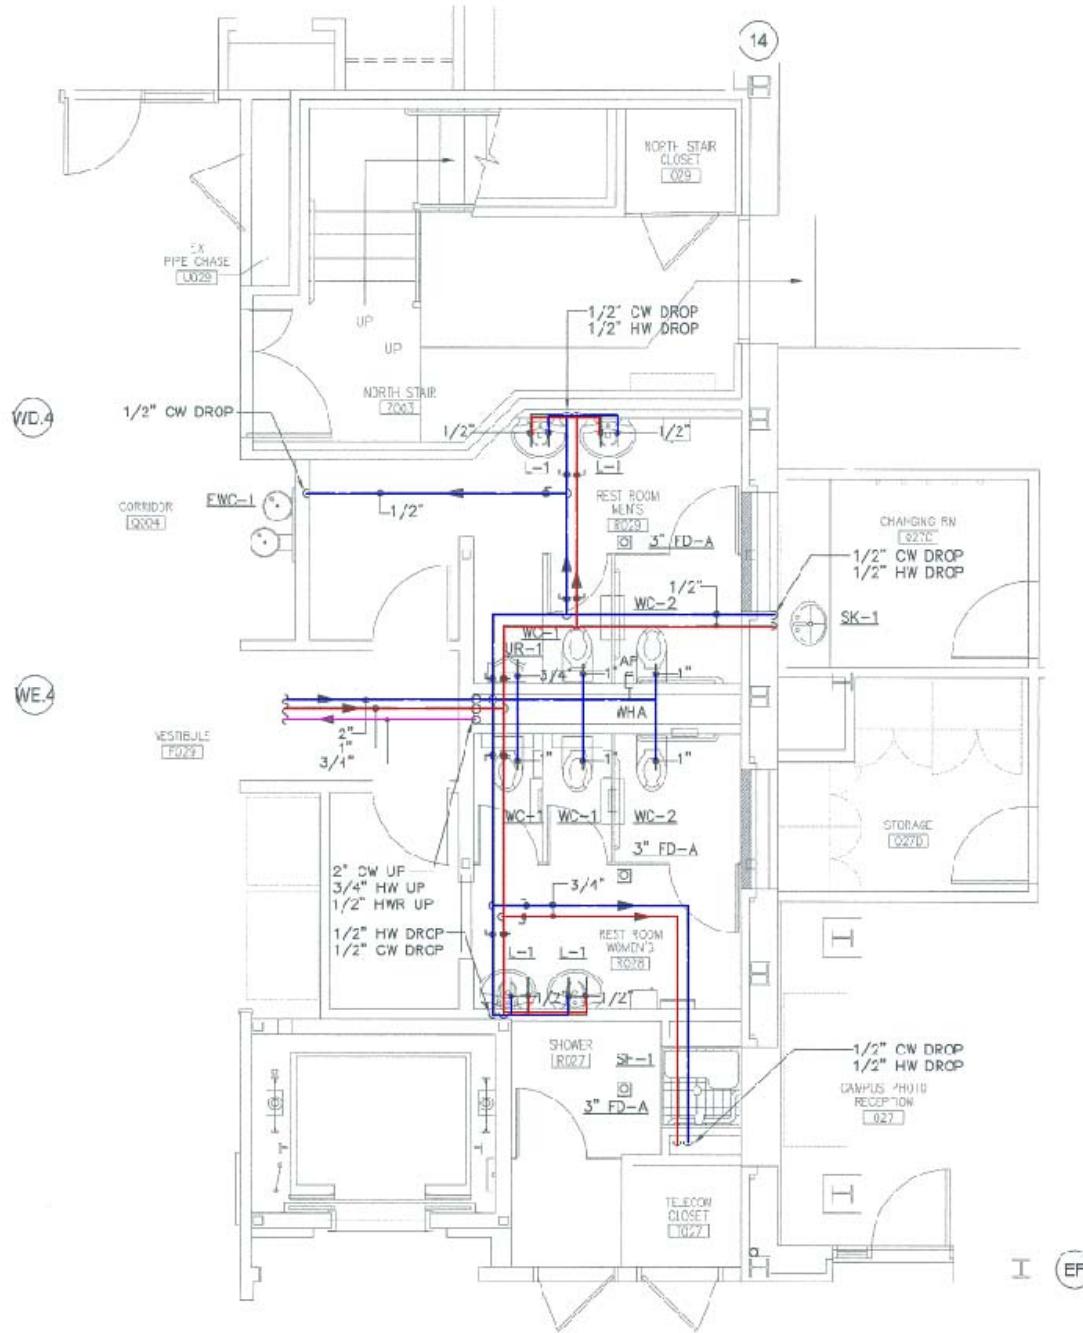 14
NORTH STAIR
CLOSET
029
EX
PIPE CHASE
U029
UP
UP
1/2" CW DROP
1/2" HW DROP
NORTH STAIR
Z003
WD.4
1/2" CW DROP
1/2"
1/2"
L-1
L-1
EWC-1
CORRIDOR
Q004
1/2"
REST ROOM
MEN'S
R029
3" FD-A
CHANGING RM
027C
1/2" CW DROP
1/2" HW DROP
1/2"
WC-2
SK-1
WC-1
UR-1
3/4"
1"
AP
1"
WE.4
WHA
VESTIBULE
F029
2"
1"
3/4"
1"
1"
1"
WC-1
WC-1
WC-2
STORAGE
027D
3" FD-A
2" CW UP
3/4" HW UP
1/2" HWR UP
3/4"
1/2" HW DROP
1/2" CW DROP
REST ROOM
WOMEN'S
R028
L-1
L-1
1/2"
1/2"
SHOWER
R027
SH-1
3" FD-A
1/2" CW DROP
1/2" HW DROP
CAMPUS PHOTO
RECEPTION
027
TELECOM
CLOSET
T027
EF